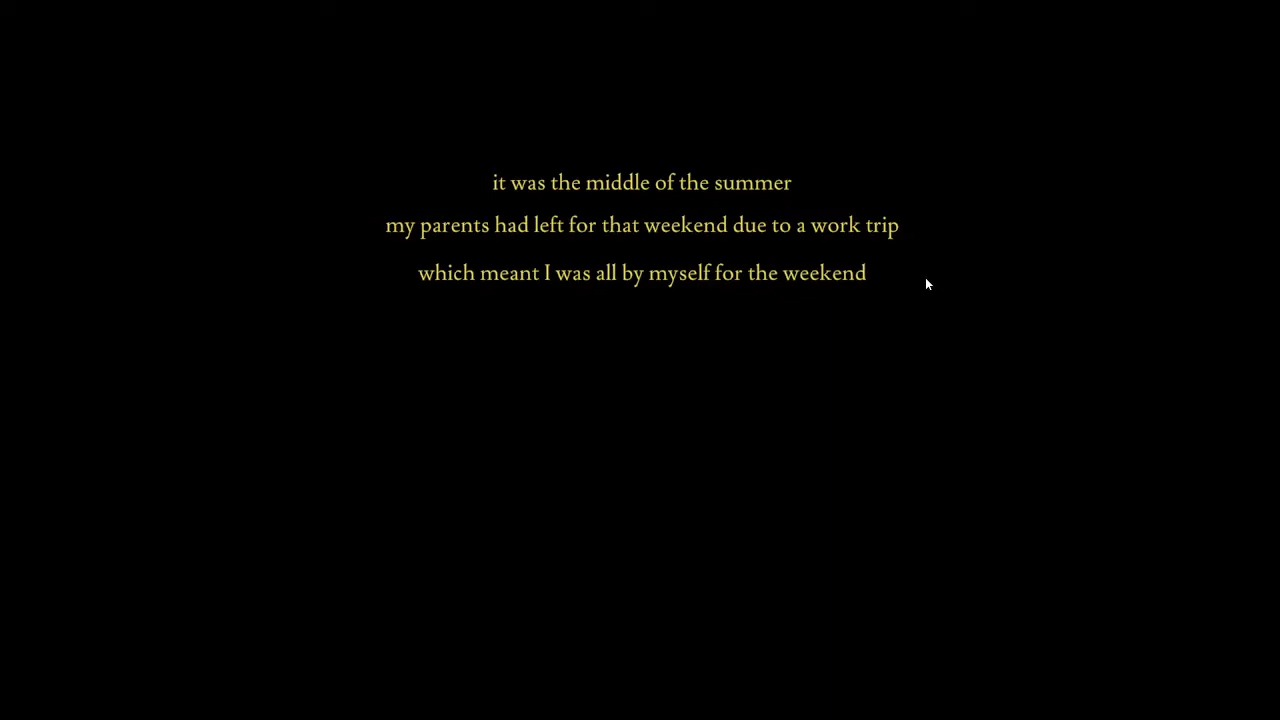 it was the middle of the summer
my parents had left for that weekend due to a work trip
which meant I was all by myself for the weekend